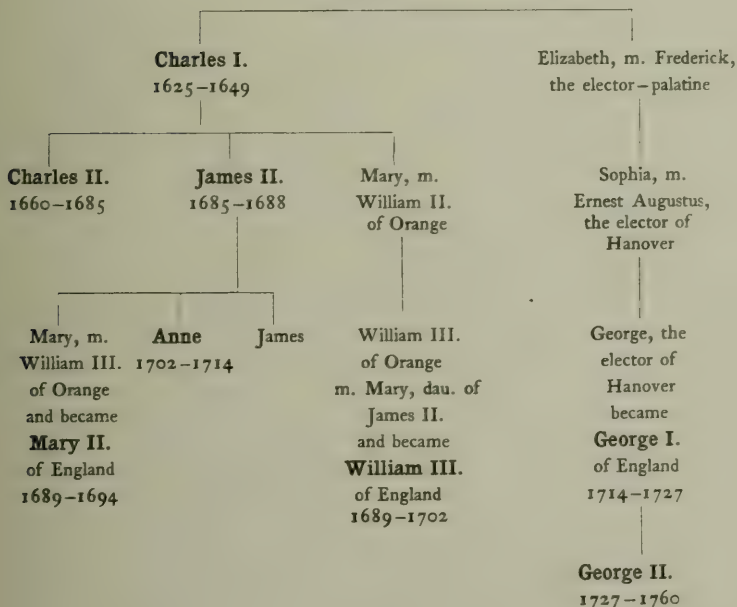 Charles I.
1625–1649
Elizabeth, m. Frederick,
the elector–palatine
Charles II.
1660–1685
James II.
1685–1688
Mary, m.
William II.
of Orange
Sophia, m.
Ernest Augustus,
the elector of
Hanover
Mary, m.
William III.
of Orange
and became
Mary II.
of England
1689–1694
Anne
1702–1714
James
William III.
of Orange
m. Mary, dau. of
James II.
and became
William III.
of England
1689–1702
George, the
elector of
Hanover
became
George I.
of England
1714–1727
George II.
1727–1760